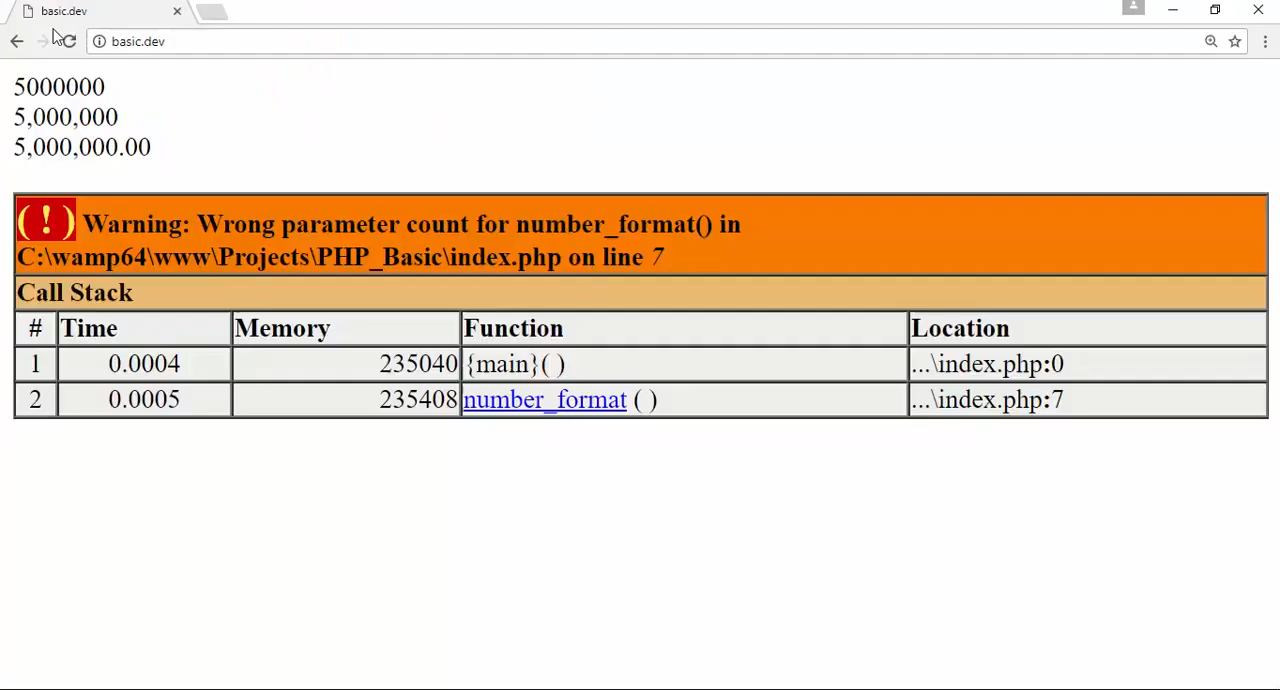 basic.dev
basic.dev
5000000
5,000,000
5,000,000.00
( ! ) Warning: Wrong parameter count for number_format() in
C:\wamp64\www\Projects\PHP_Basic\index.php on line 7
Call Stack
# Time Memory Function Location
1 0.0004 235040 {main}( ) ...\index.php:0
2 0.0005 235408 number_format ( ) ...\index.php:7